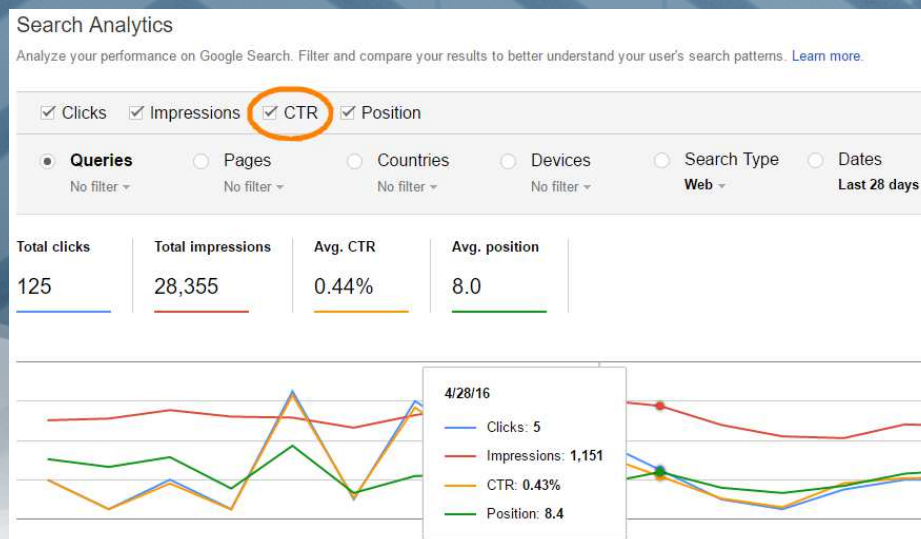 Search Analytics
Analyze your performance on Google Search. Filter and compare your results to better understand your user's search patterns. Learn more.
Clicks Impressions CTR Position
Queries Pages Countries Devices Search Type Dates
No filter No filter No filter No filter Web Last 28 days
Total clicks Total impressions Avg. CTR Avg. position
125 28,355 0.44% 8.0
4/28/16
Clicks: 5
Impressions: 1,151
CTR: 0.43%
Position: 8.4